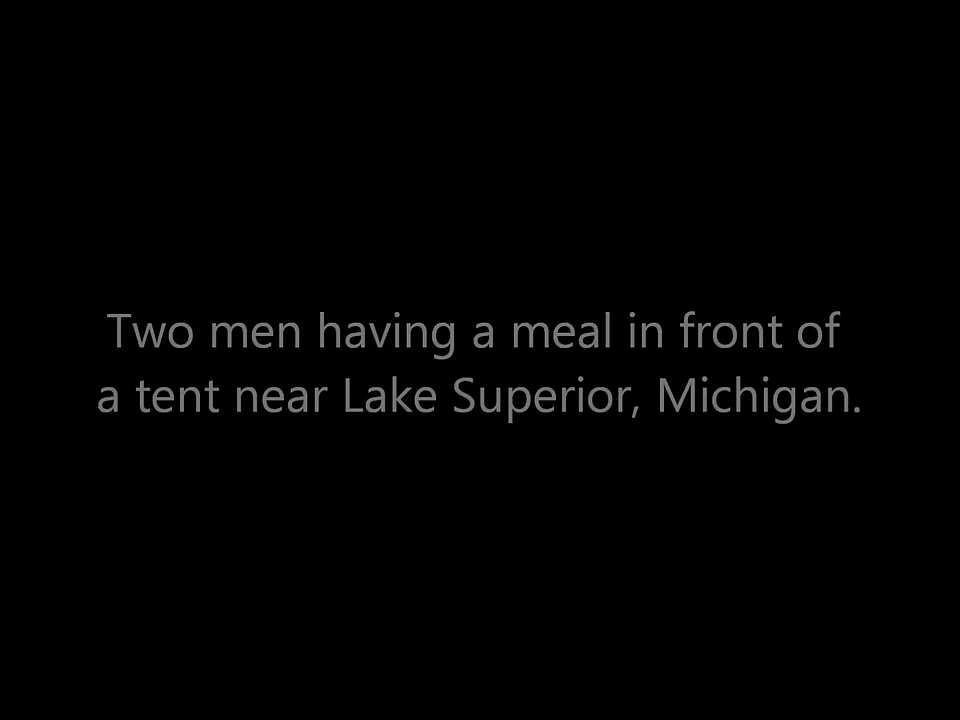 Two men having a meal in front of
a tent near Lake Superior, Michigan.